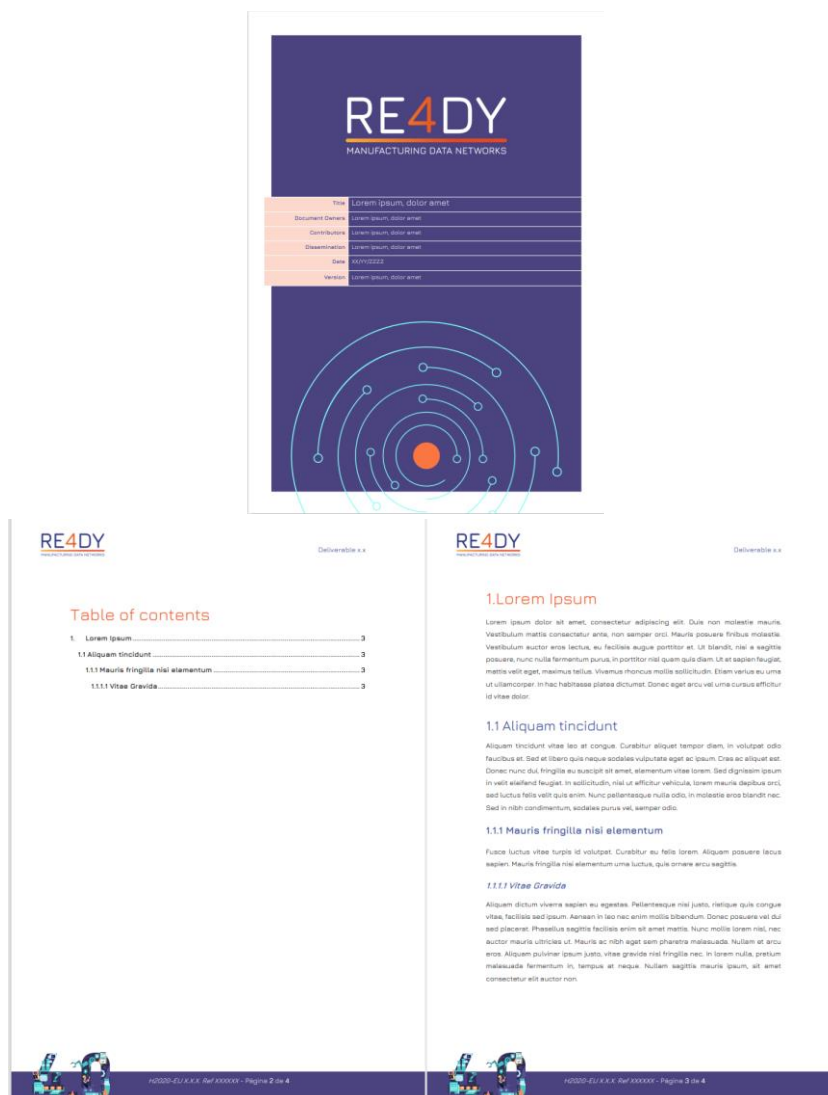 RE4DY
MANUFACTURING DATA NETWORKS
Title Lorem ipsum, dolor amet
Document Owners Lorem ipsum, dolor amet
Contributors Lorem ipsum, dolor amet
Dissemination Lorem ipsum, dolor amet
Date XX/YY/ZZZZ
Version Lorem ipsum, dolor amet
RE4DY
MANUFACTURING DATA NETWORKS
Deliverable x.x
Table of contents
1. Lorem Ipsum 3
1.1 Aliquam tincidunt 3
1.1.1 Mauris fringilla nisi elementum 3
1.1.1.1 Vitae Gravida 3
4.0
H2020-EU X.X.X. Ref XXXXXX - Página 2 de 4
RE4DY
MANUFACTURING DATA NETWORKS
Deliverable x.x
1.Lorem Ipsum
Lorem ipsum dolor sit amet, consectetur adipiscing elit. Duis non molestie mauris.
Vestibulum mattis consectetur ante, non semper orci. Mauris posuere finibus molestie.
Vestibulum auctor eros lectus, eu facilisis augue porttitor et. Ut blandit, nisi a sagittis
posuere, nunc nulla fermentum purus, in porttitor nisl quam quis diam. Ut et sapien feugiat,
mattis velit eget, maximus tellus. Vivamus rhoncus mollis sollicitudin. Etiam varius eu urna
ut ullamcorper. In hac habitasse platea dictumst. Donec eget arcu vel urna cursus efficitur
id vitae dolor.
1.1 Aliquam tincidunt
Aliquam tincidunt vitae leo at congue. Curabitur aliquet tempor diam, in volutpat odio
faucibus et. Sed et libero quis neque sodales vulputate eget ac ipsum. Cras ac aliquet est.
Donec nunc dui, fringilla eu suscipit sit amet, elementum vitae lorem. Sed dignissim ipsum
in velit eleifend feugiat. In sollicitudin, nisl ut efficitur vehicula, lorem mauris dapibus orci,
sed luctus felis velit quis enim. Nunc pellentesque nulla odio, in molestie eros blandit nec.
Sed in nibh condimentum, sodales purus vel, semper odio.
1.1.1 Mauris fringilla nisi elementum
Fusce luctus vitae turpis id volutpat. Curabitur eu felis lorem. Aliquam posuere lacus
sapien. Mauris fringilla nisi elementum urna luctus, quis ornare arcu sagittis.
1.1.1.1 Vitae Gravida
Aliquam dictum viverra sapien eu egestas. Pellentesque nisi justo, ristique quis congue
vitae, facilisis sed ipsum. Aenean in leo nec enim mollis bibendum. Donec posuere vel dui
sed placerat. Phasellus sagittis facilisis enim sit amet mattis. Nunc mollis lorem nisl, nec
auctor mauris ultricies ut. Mauris ac nibh eget sem pharetra malesuada. Nullam et arcu
eros. Aliquam pulvinar ipsum justo, vitae gravida nisl fringilla nec. In lorem nulla, pretium
malesuada fermentum in, tempus at neque. Nullam sagittis mauris ipsum, sit amet
consectetur elit auctor non.
4.0
H2020-EU X.X.X. Ref XXXXXX - Página 3 de 4